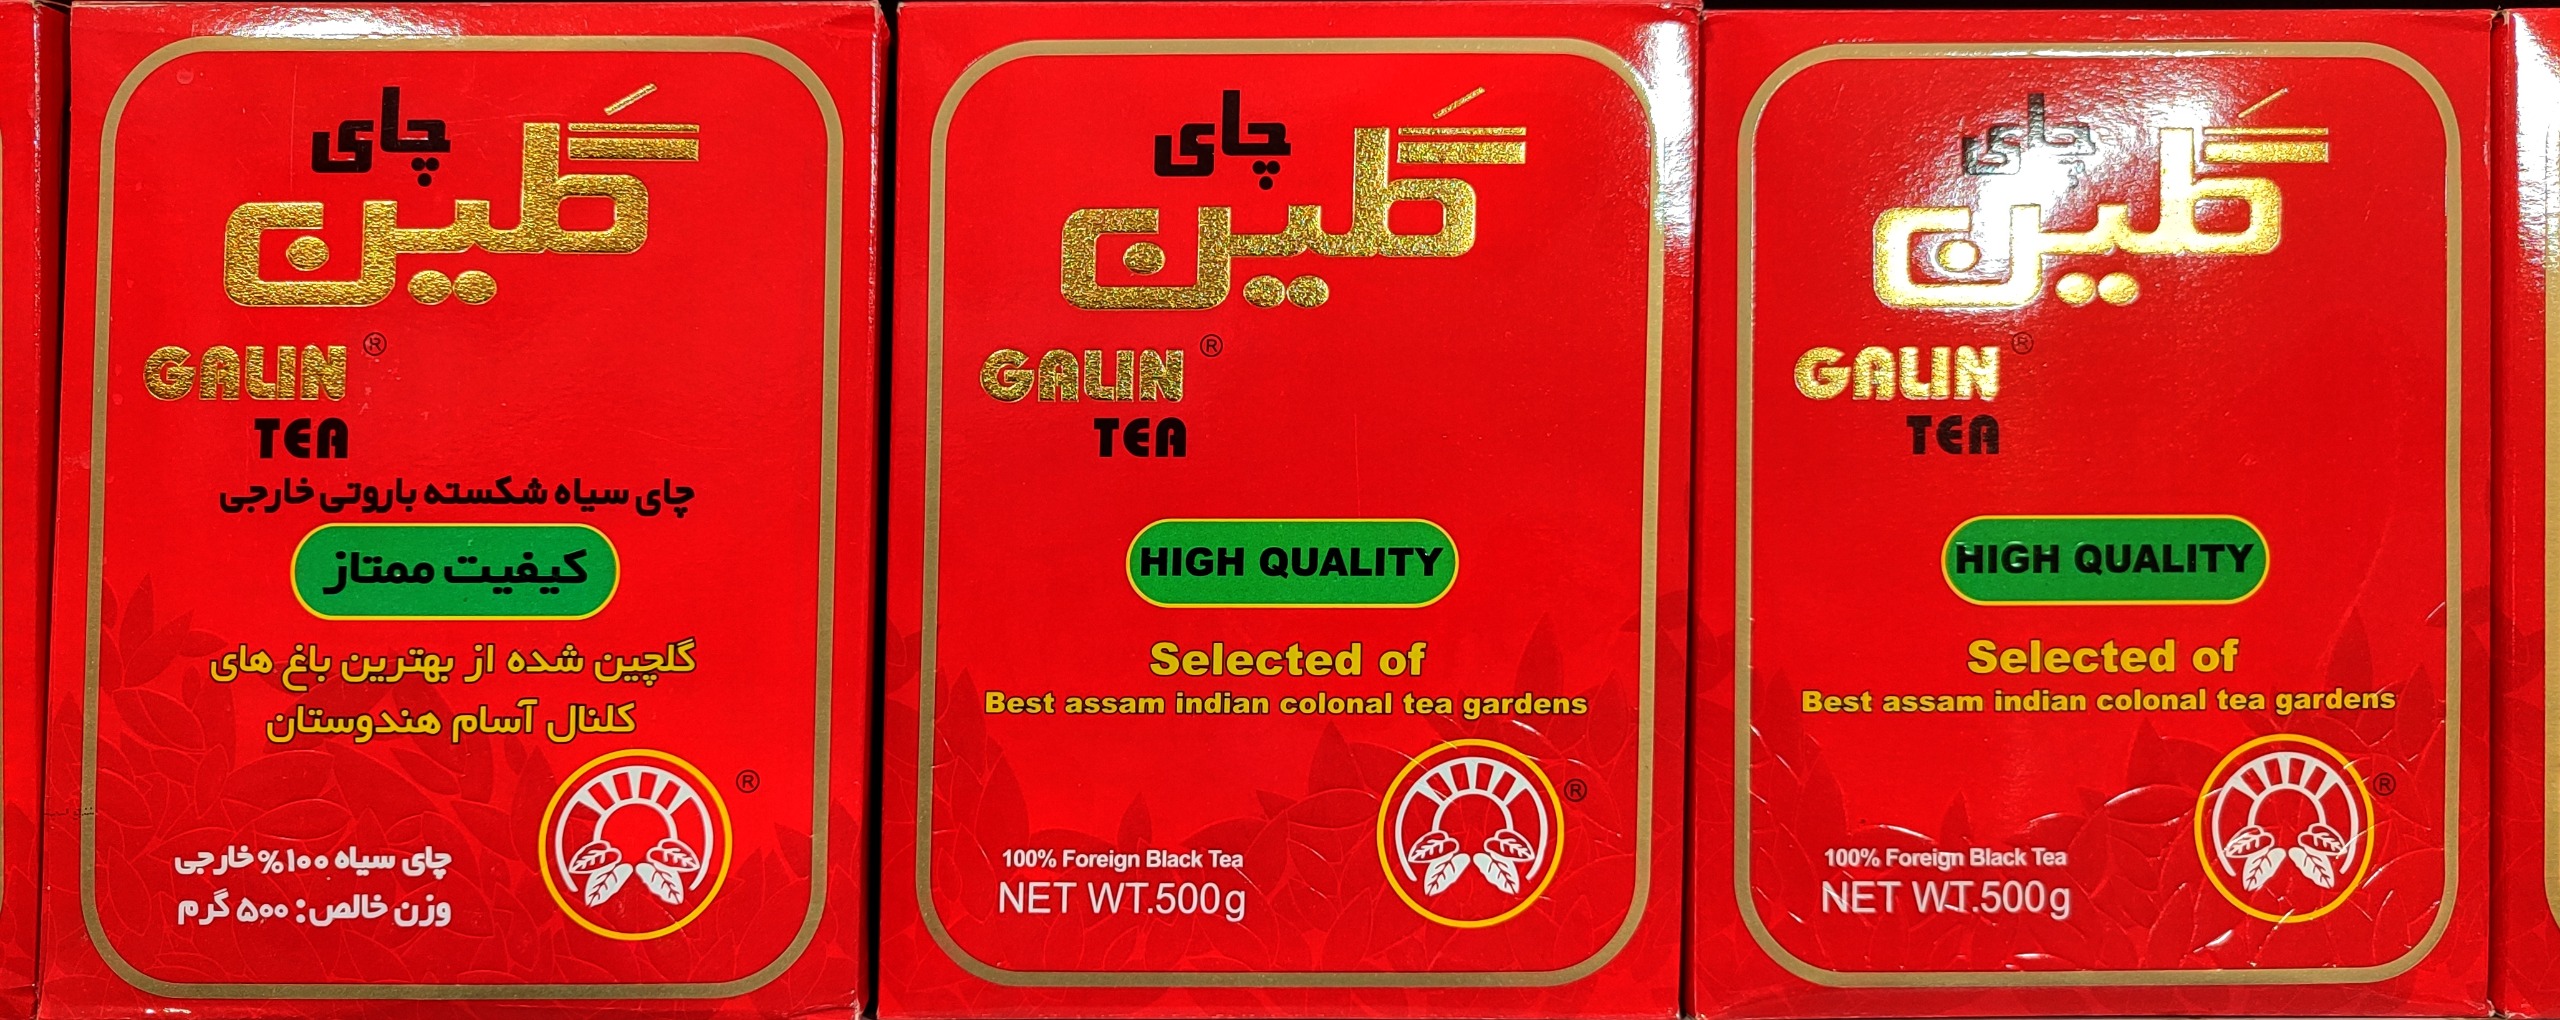 چای
گَلین
GALIN ®
TEA
چای سیاه شکسته باروتی خارجی
کیفیت ممتاز
گلچین شده از بهترین باغ های
کلنال آسام هندوستان
®
چای سیاه ۱۰۰% خارجی
وزن خالص: ۵۰۰ گرم
چای
گَلین
GALIN ®
TEA
HIGH QUALITY
Selected of
Best assam indian colonal tea gardens
®
100% Foreign Black Tea
NET WT.500g
چای
گَلین
GALIN ®
TEA
HIGH QUALITY
Selected of
Best assam indian colonal tea gardens
®
100% Foreign Black Tea
NET WT.500g